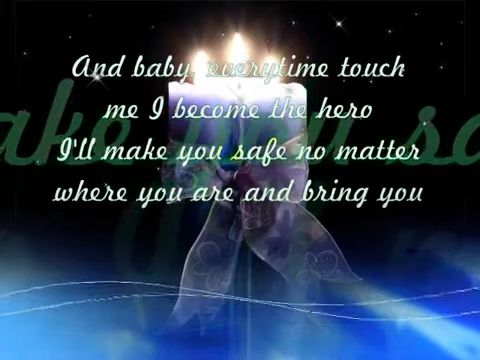 And baby, everytime touch
me I become the hero
I'll make you safe no matter
where you are and bring you